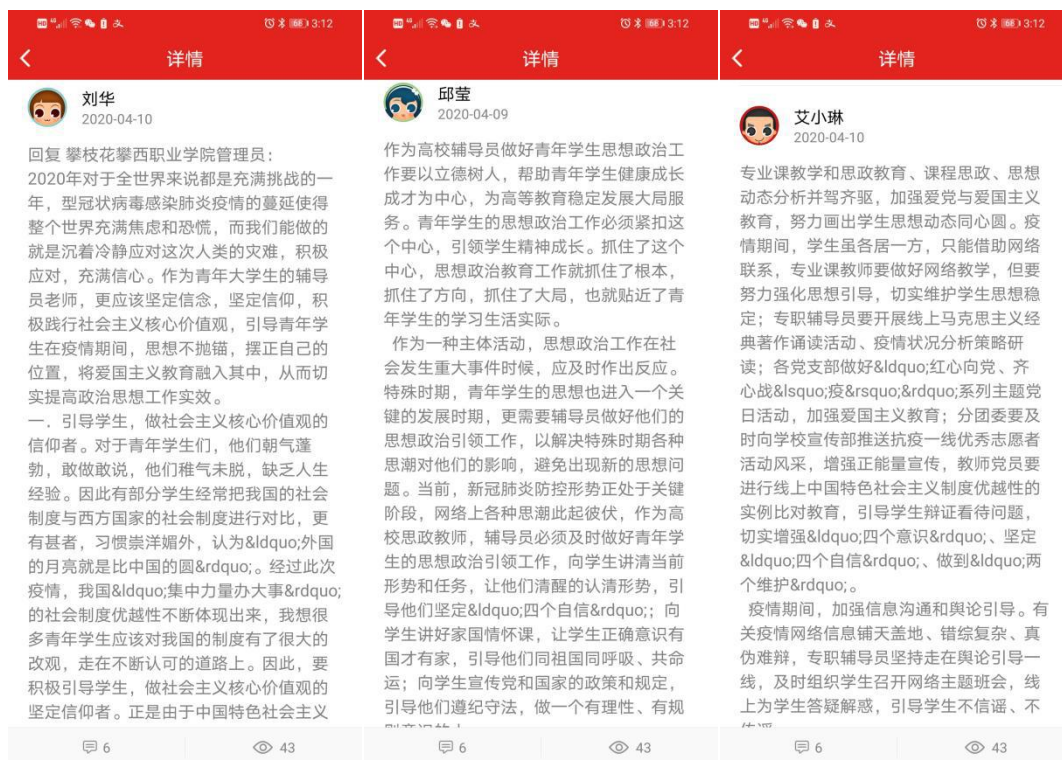 3:12
详情
刘华
2020-04-10
回复 攀枝花攀西职业学院管理员：
2020年对于全世界来说都是充满挑战的一
年，型冠状病毒感染肺炎疫情的蔓延使得
整个世界充满焦虑和恐慌，而我们能做的
就是沉着冷静应对这次人类的灾难，积极
应对，充满信心。作为青年大学生的辅导
员老师，更应该坚定信念，坚定信仰，积
极践行社会主义核心价值观，引导青年学
生在疫情期间，思想不抛锚，摆正自己的
位置，将爱国主义教育融入其中，从而切
实提高政治思想工作实效。
一．引导学生，做社会主义核心价值观的
信仰者。对于青年学生们，他们朝气蓬
勃，敢做敢说，他们稚气未脱，缺乏人生
经验。因此有部分学生经常把我国的社会
制度与西方国家的社会制度进行对比，更
有甚者，习惯崇洋媚外，认为&ldquo;外国
的月亮就是比中国的圆&rdquo;。经过此次
疫情，我国&ldquo;集中力量办大事&rdquo;
的社会制度优越性不断体现出来，我想很
多青年学生应该对我国的制度有了很大的
改观，走在不断认可的道路上。因此，要
积极引导学生，做社会主义核心价值观的
坚定信仰者。正是由于中国特色社会主义
6
43
3:12
详情
邱莹
2020-04-09
作为高校辅导员做好青年学生思想政治工
作要以立德树人，帮助青年学生健康成长
成才为中心，为高等教育稳定发展大局服
务。青年学生的思想政治工作必须紧扣这
个中心，引领学生精神成长。抓住了这个
中心，思想政治教育工作就抓住了根本，
抓住了方向，抓住了大局，也就贴近了青
年学生的学习生活实际。
作为一种主体活动，思想政治工作在社
会发生重大事件时候，应及时作出反应。
特殊时期，青年学生的思想也进入一个关
键的发展时期，更需要辅导员做好他们的
思想政治引领工作，以解决特殊时期各种
思潮对他们的影响，避免出现新的思想问
题。当前，新冠肺炎防控形势正处于关键
阶段，网络上各种思潮此起彼伏，作为高
校思政教师，辅导员必须及时做好青年学
生的思想政治引领工作，向学生讲清当前
形势和任务，让他们清醒的认清形势，引
导他们坚定&ldquo;四个自信&rdquo;；向
学生讲好家国情怀课，让学生正确意识有
国才有家，引导他们同祖国同呼吸、共命
运；向学生宣传党和国家的政策和规定，
引导他们遵纪守法，做一个有理性、有规
6
43
3:12
详情
艾小琳
2020-04-10
专业课教学和思政教育、课程思政、思想
动态分析并驾齐驱，加强爱党与爱国主义
教育，努力画出学生思想动态同心圆。疫
情期间，学生虽各居一方，只能借助网络
联系，专业课教师要做好网络教学，但要
努力强化思想引导，切实维护学生思想稳
定；专职辅导员要开展线上马克思主义经
典著作诵读活动、疫情状况分析策略研
读；各党支部做好&ldquo;红心向党、齐
心战&lsquo;疫&rsquo;&rdquo;系列主题党
日活动，加强爱国主义教育；分团委要及
时向学校宣传部推送抗疫一线优秀志愿者
活动风采，增强正能量宣传，教师党员要
进行线上中国特色社会主义制度优越性的
实例比对教育，引导学生辩证看待问题，
切实增强&ldquo;四个意识&rdquo;、坚定
&ldquo;四个自信&rdquo;、做到&ldquo;两
个维护&rdquo;。
疫情期间，加强信息沟通和舆论引导。有
关疫情网络信息铺天盖地、错综复杂、真
伪难辩，专职辅导员坚持走在舆论引导一
线，及时组织学生召开网络主题班会，线
上为学生答疑解惑，引导学生不信谣、不
6
43